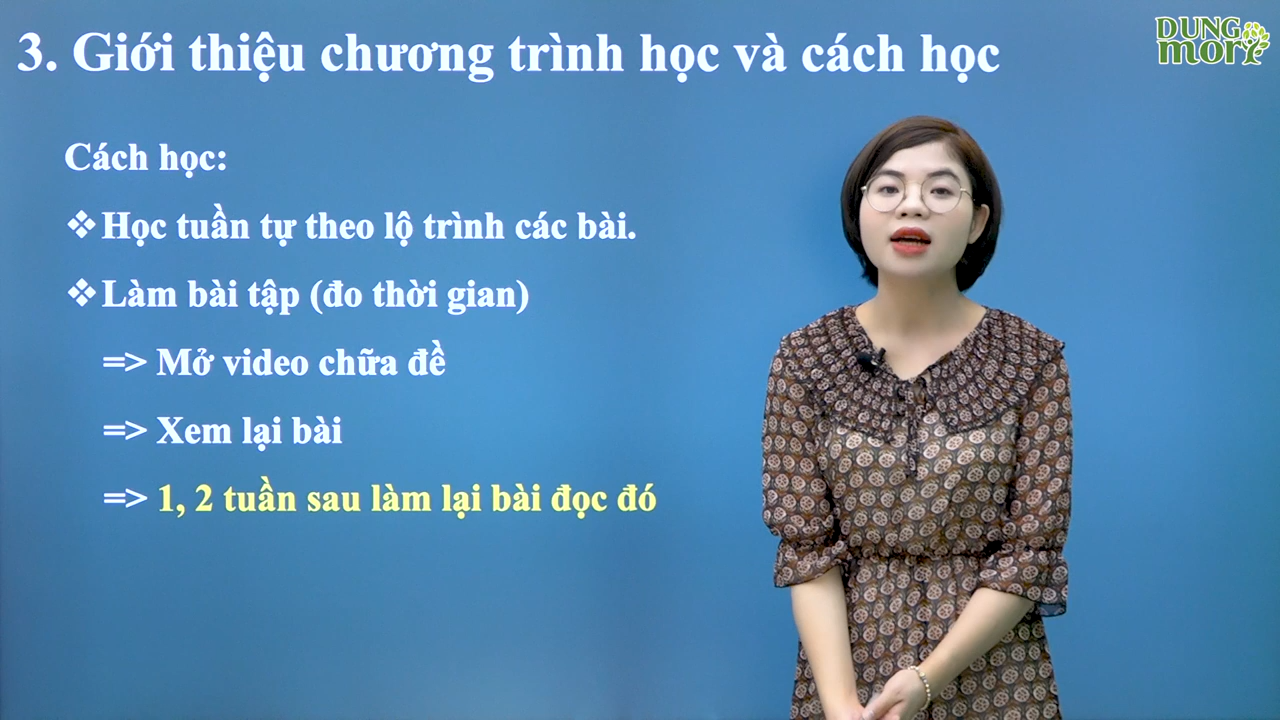 3. Giới thiệu chương trình học và cách học
DUNG
mori
Cách học:
❖Học tuần tự theo lộ trình các bài.
❖Làm bài tập (đo thời gian)
=> Mở video chữa đề
=> Xem lại bài
=> 1, 2 tuần sau làm lại bài đọc đó